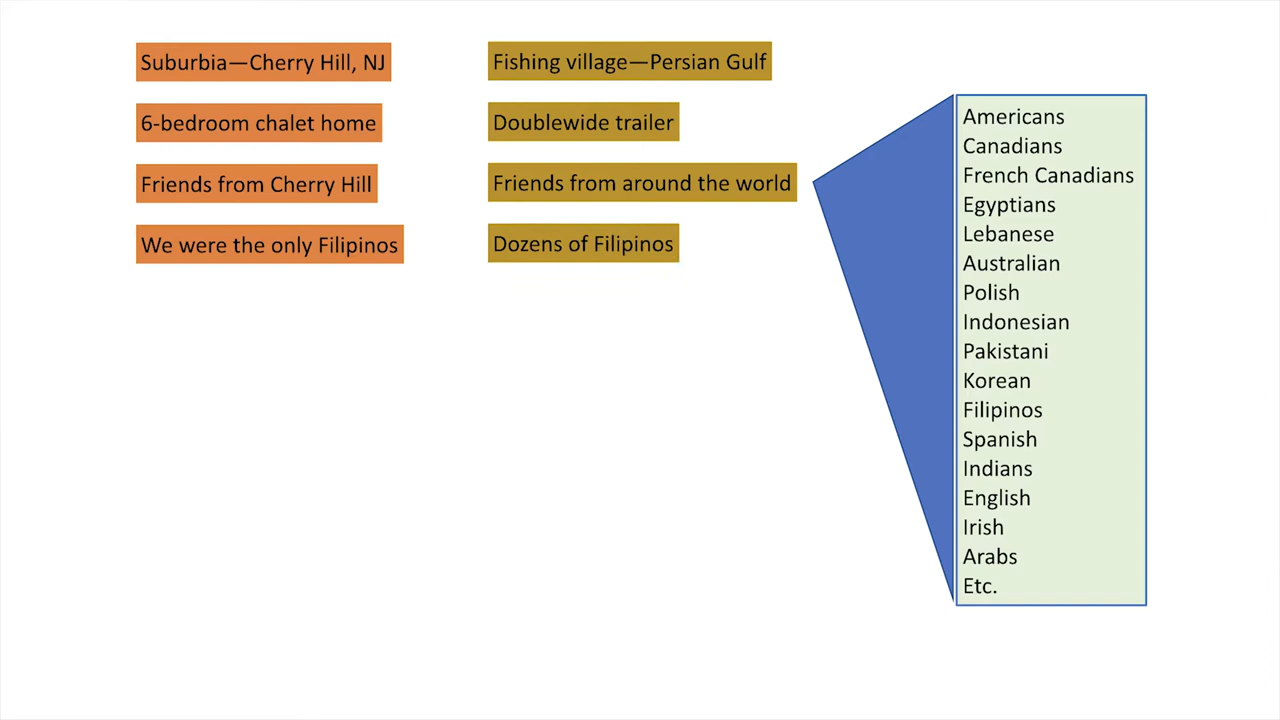 Suburbia—Cherry Hill, NJ
6-bedroom chalet home
Friends from Cherry Hill
We were the only Filipinos
Fishing village—Persian Gulf
Doublewide trailer
Friends from around the world
Dozens of Filipinos
Americans
Canadians
French Canadians
Egyptians
Lebanese
Australian
Polish
Indonesian
Pakistani
Korean
Filipinos
Spanish
Indians
English
Irish
Arabs
Etc.